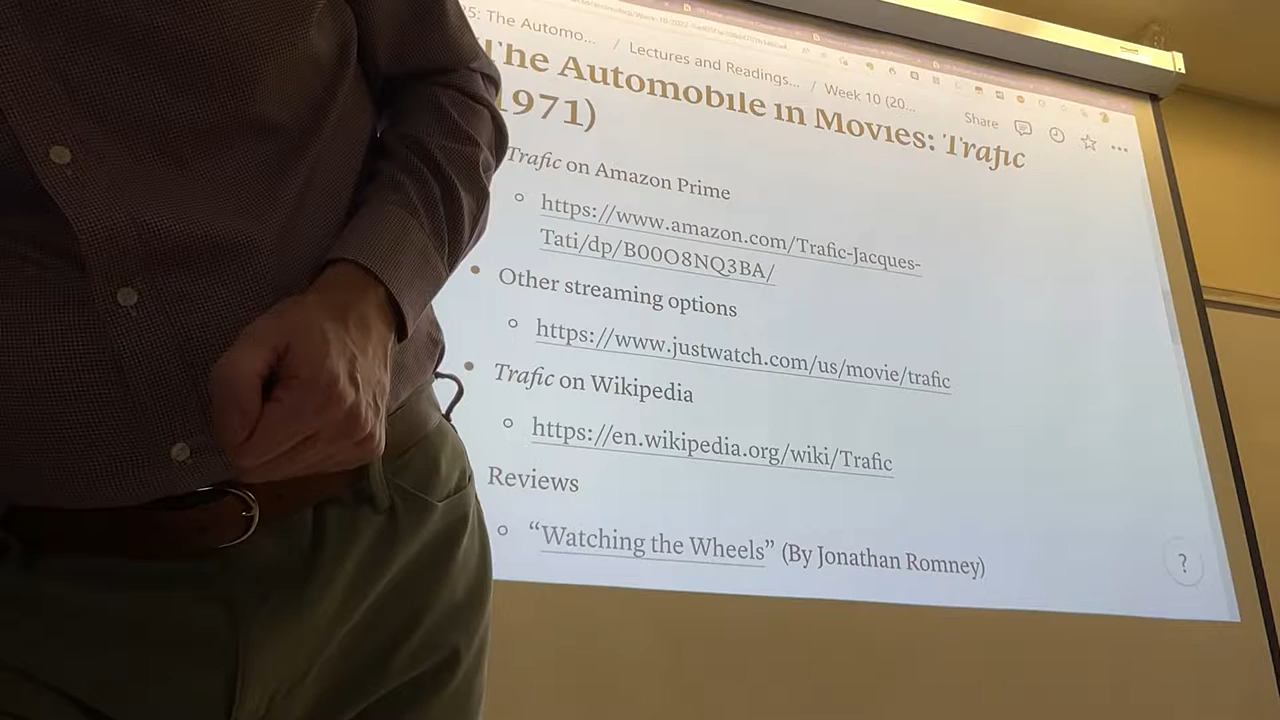 5: The Automo... / Lectures and Readings... / Week 10 (20...
Share
The Automobile in Movies: Trafic
1971)
Trafic on Amazon Prime
https://www.amazon.com/Trafic-Jacques-
Tati/dp/B00O8NQ3BA/
Other streaming options
https://www.justwatch.com/us/movie/trafic
Trafic on Wikipedia
https://en.wikipedia.org/wiki/Trafic
Reviews
“Watching the Wheels” (By Jonathan Romney)
?